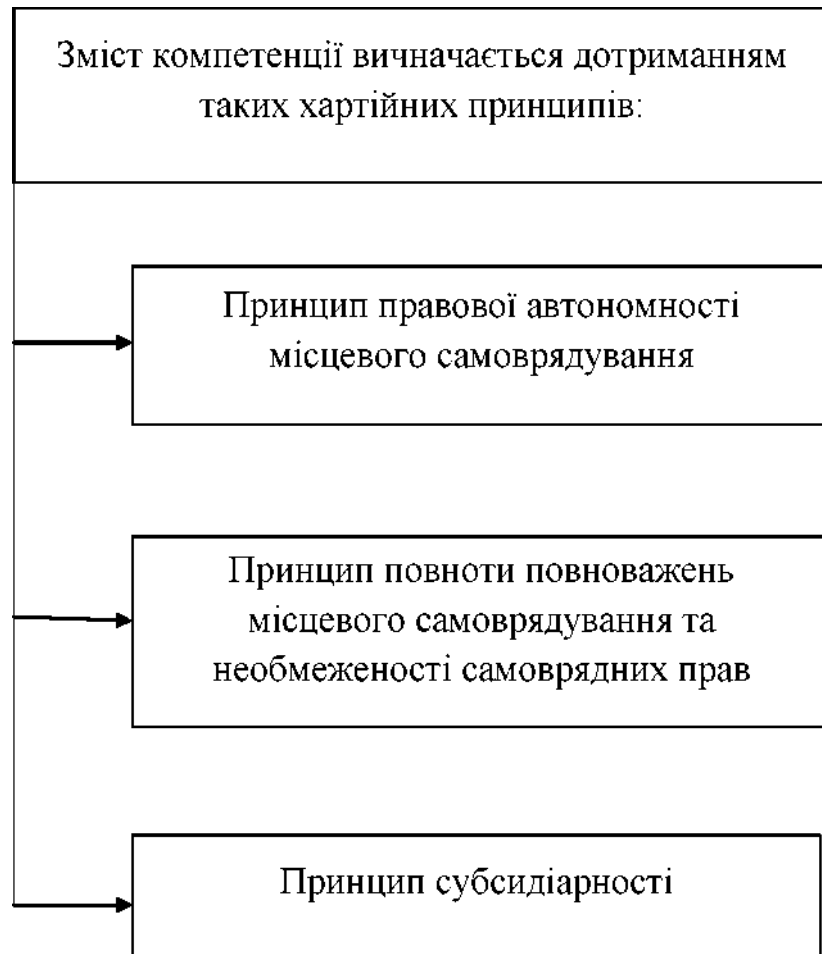 Зміст компетенції вичначається дотриманням
таких хартійних принципів:
Принцип правової автономності
місцевого самоврядування
Принцип повноти повноважень
місцевого самоврядування та
необмеженості самоврядних прав
Принцип субсидіарності